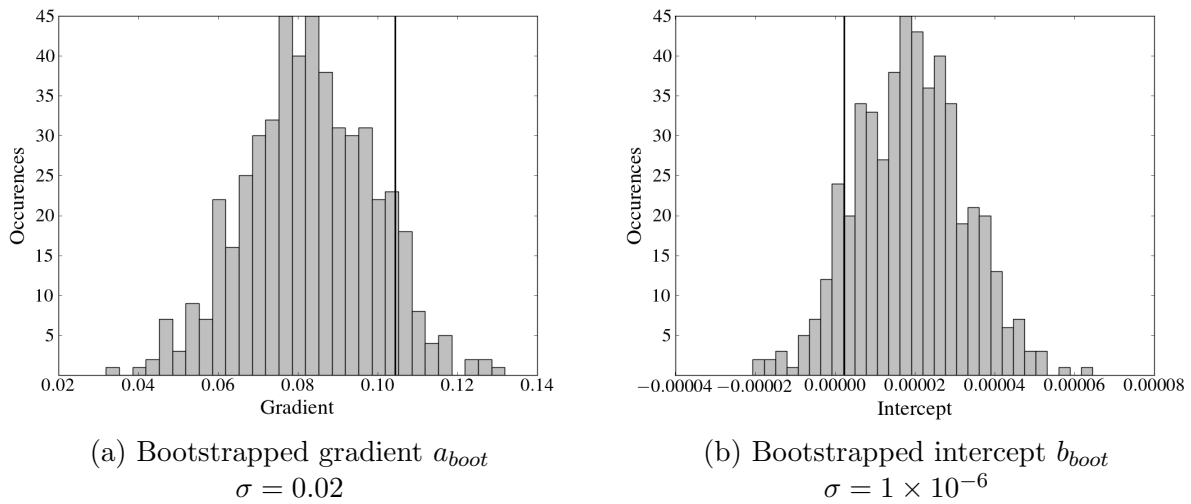 45
40
35
30
25
20
15
10
5
Occurences
0.02 0.04 0.06 0.08 0.10 0.12 0.14
Gradient
(a) Bootstrapped gradient a_boot
σ = 0.02
45
40
35
30
25
20
15
10
5
Occurences
−0.00004 −0.00002 0.00000 0.00002 0.00004 0.00006 0.00008
Intercept
(b) Bootstrapped intercept b_boot
σ = 1 × 10⁻⁶